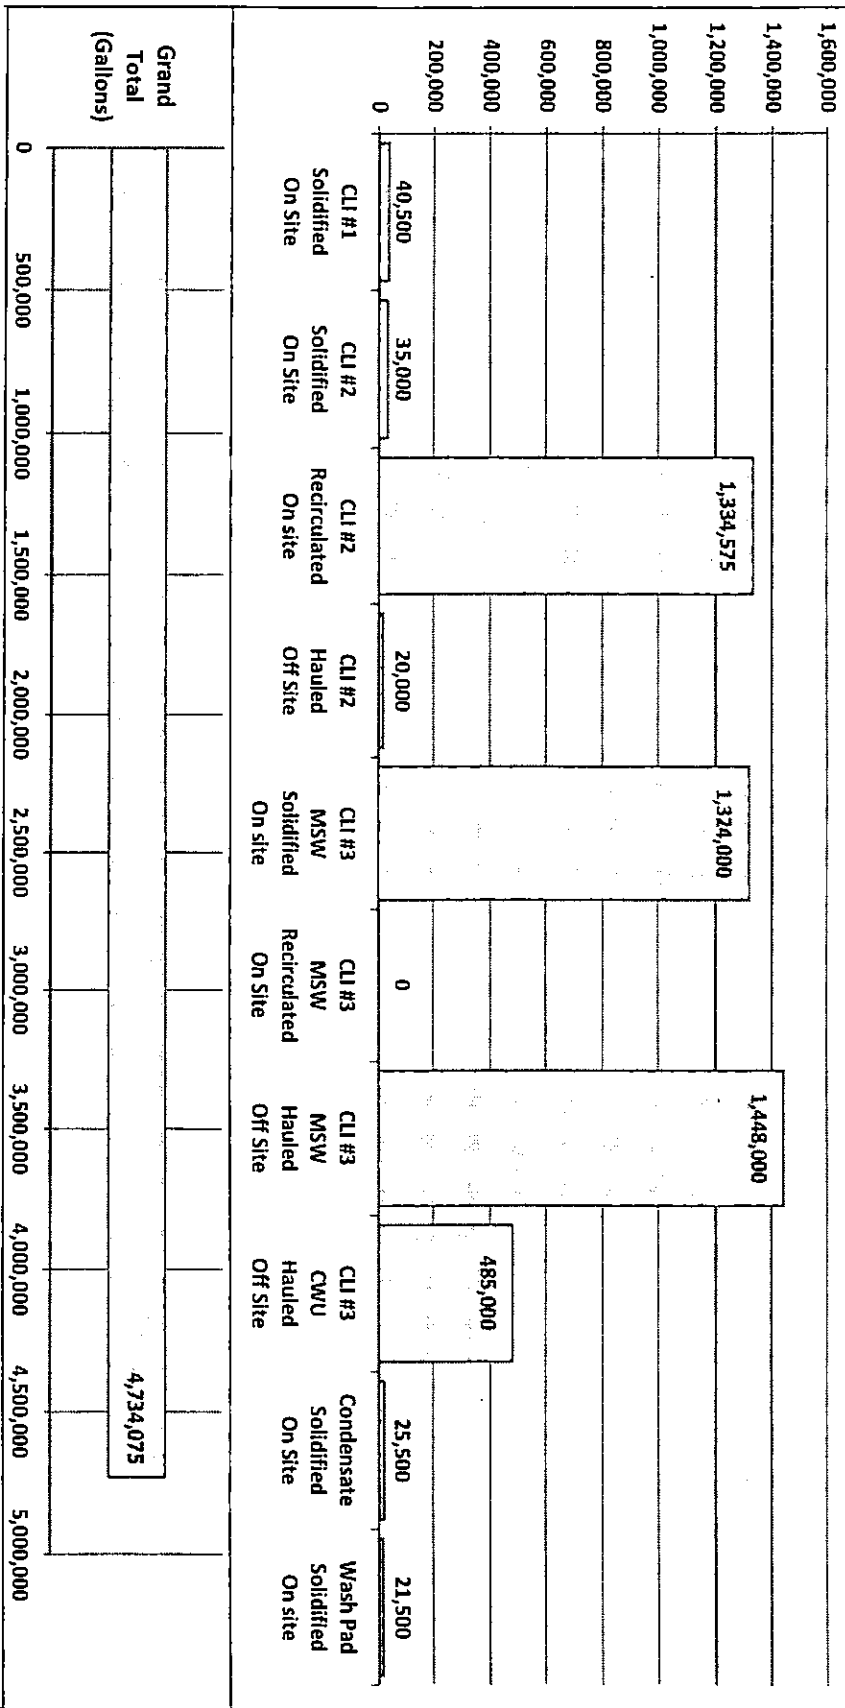 1,600,000
1,400,000
1,200,000
1,000,000
800,000
600,000
400,000
200,000
0
40,500
35,000
1,334,575
20,000
1,324,000
0
1,448,000
485,000
25,500
21,500
CLI #1
Solidified
On Site
CLI #2
Solidified
On Site
CLI #2
Recirculated
On site
CLI #2
Hauled
Off Site
CLI #3
MSW
Solidified
On site
CLI #3
MSW
Recirculated
On Site
CLI #3
MSW
Hauled
Off Site
CLI #3
CWU
Hauled
Off Site
Condensate
Solidified
On Site
Wash Pad
Solidified
On site
Grand
Total
(Gallons)
4,734,075
0
500,000
1,000,000
1,500,000
2,000,000
2,500,000
3,000,000
3,500,000
4,000,000
4,500,000
5,000,000